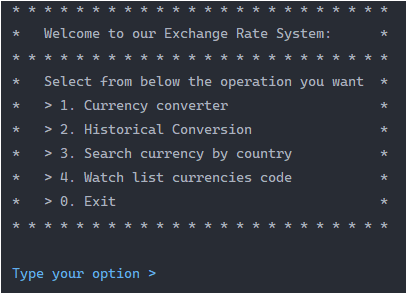 * * * * * * * * * * * * * * * * * * * * * * * *
*   Welcome to our Exchange Rate System:      *
* * * * * * * * * * * * * * * * * * * * * * * *
*   Select from below the operation you want  *
*   > 1. Currency converter                   *
*   > 2. Historical Conversion                *
*   > 3. Search currency by country           *
*   > 4. Watch list currencies code           *
*   > 0. Exit                                 *
* * * * * * * * * * * * * * * * * * * * * * * *
Type your option >